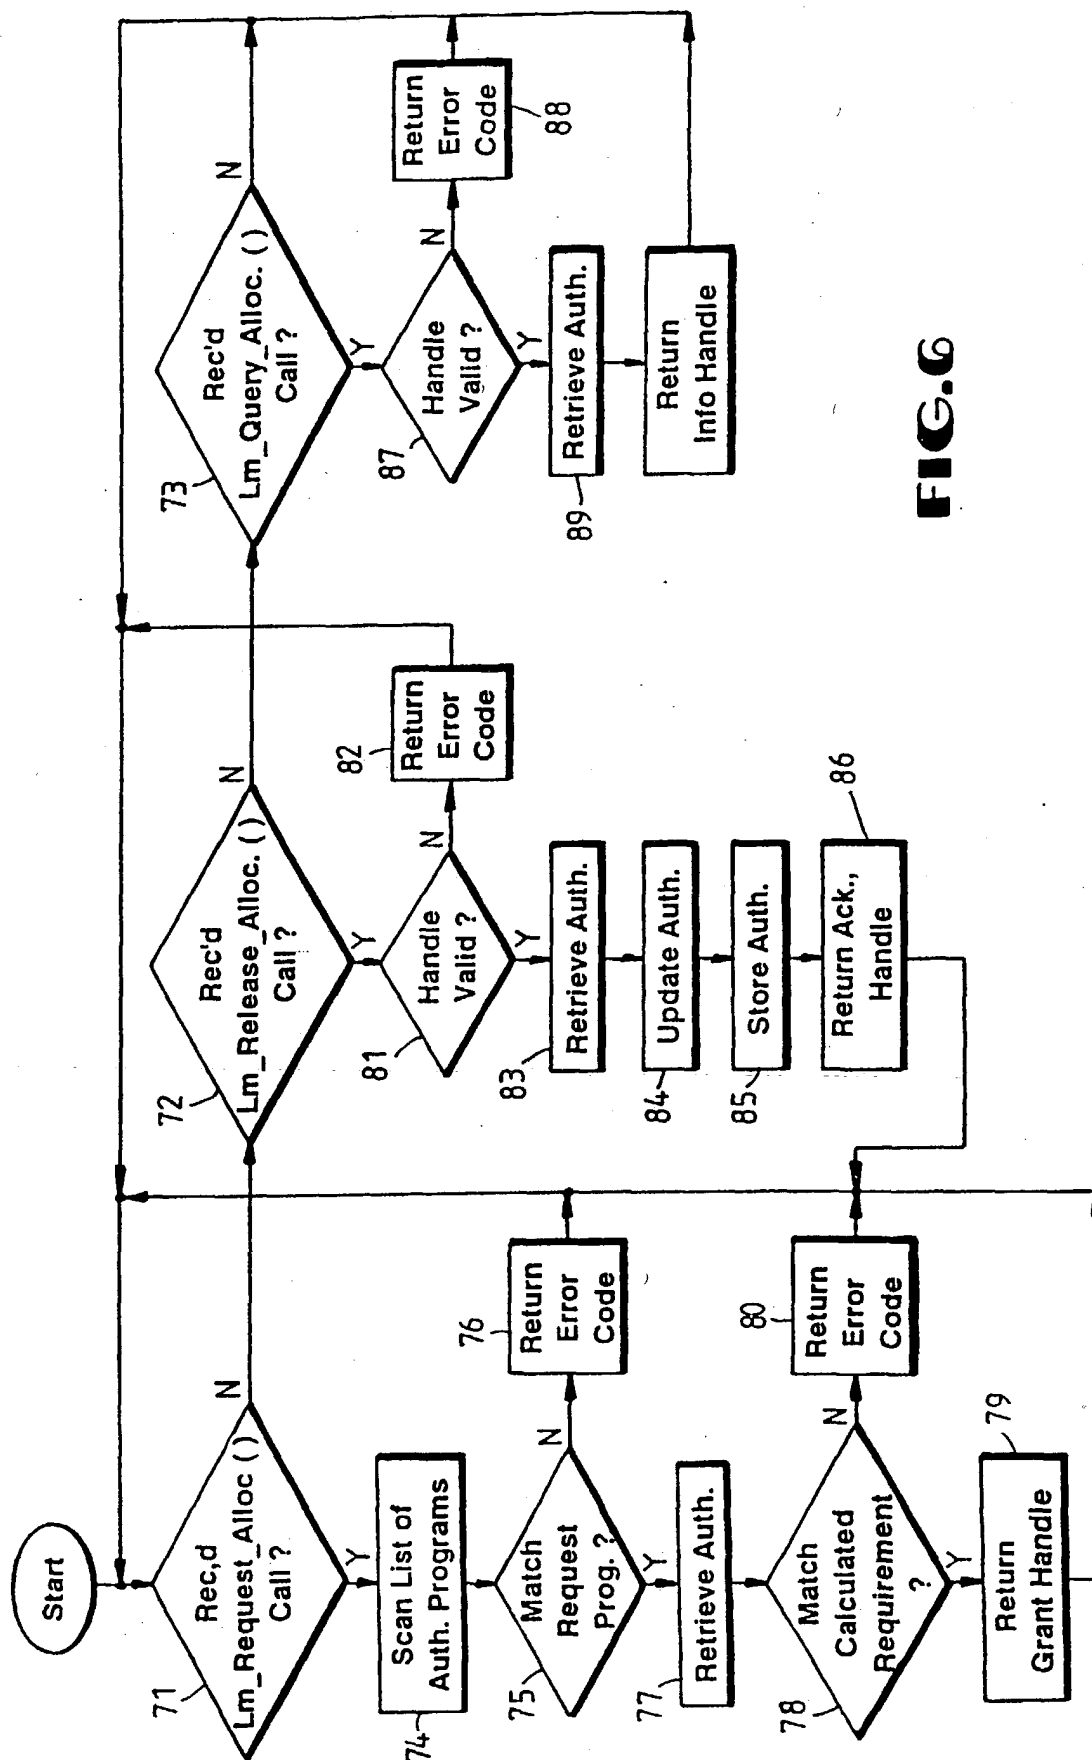 Start
71
Rec,d
Lm_Request_Alloc ( )
Call ?
N
Y
74
Scan List of
Auth. Programs
75
Match
Request
Prog. ?
N
Y
76
Return
Error
Code
77
Retrieve Auth.
78
Match
Calculated
Requirement
?
N
Y
80
Return
Error
Code
79
Return
Grant Handle
72
Rec'd
Lm_Release_Alloc. ( )
Call ?
N
Y
81
Handle
Valid ?
N
Y
82
Return
Error
Code
83
Retrieve Auth.
84
Update Auth.
85
Store Auth.
86
Return Ack.,
Handle
73
Rec'd
Lm_Query_Alloc. ( )
Call ?
N
Y
87
Handle
Valid ?
N
Y
Return
Error
Code
88
89
Retrieve Auth.
Return
Info Handle
FIG.6